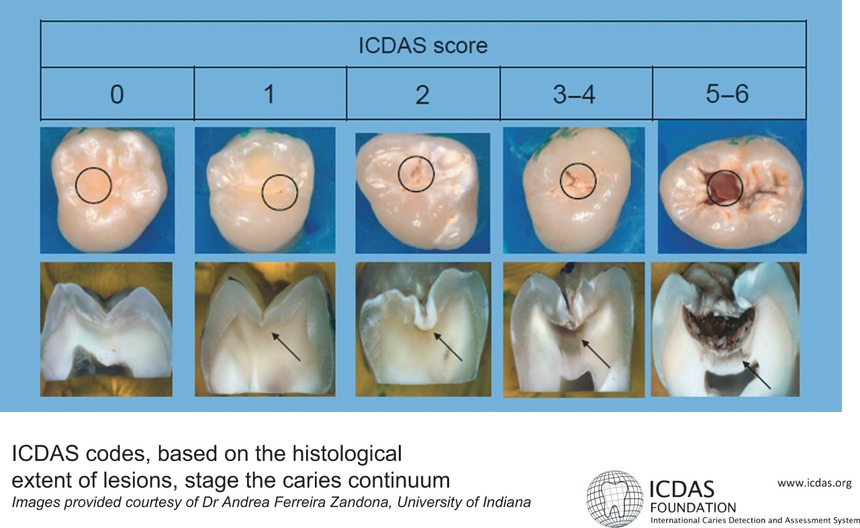 ICDAS score
0 1 2 3–4 5–6
ICDAS codes, based on the histological
extent of lesions, stage the caries continuum
Images provided courtesy of Dr Andrea Ferreira Zandona, University of Indiana
ICDAS
FOUNDATION
International Caries Detection and Assessment System
www.icdas.org